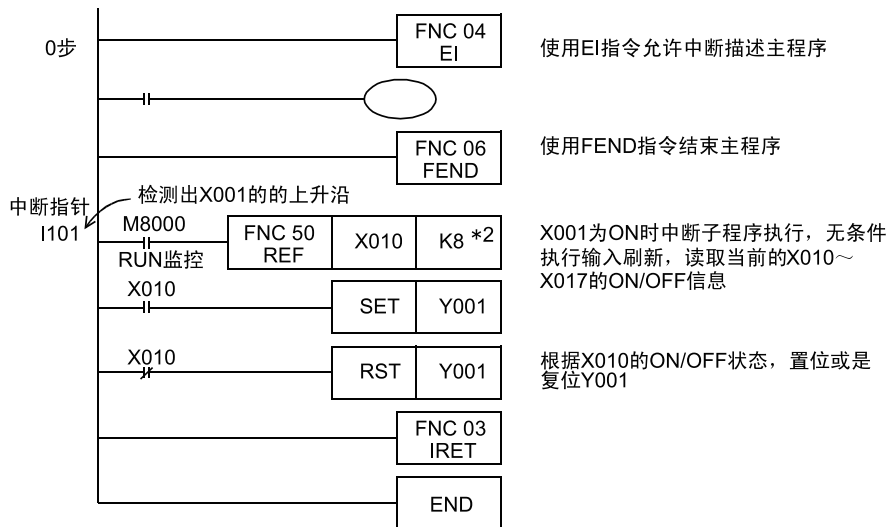 0步
FNC 04
EI
使用EI指令允许中断描述主程序
FNC 06
FEND
使用FEND指令结束主程序
中断指针
I101
检测出X001的的上升沿
M8000
RUN监控
FNC 50
REF
X010
K8 *2
X001为ON时中断子程序执行，无条件
执行输入刷新，读取当前的X010～
X017的ON/OFF信息
X010
SET
Y001
X010
RST
Y001
根据X010的ON/OFF状态，置位或是
复位Y001
FNC 03
IRET
END